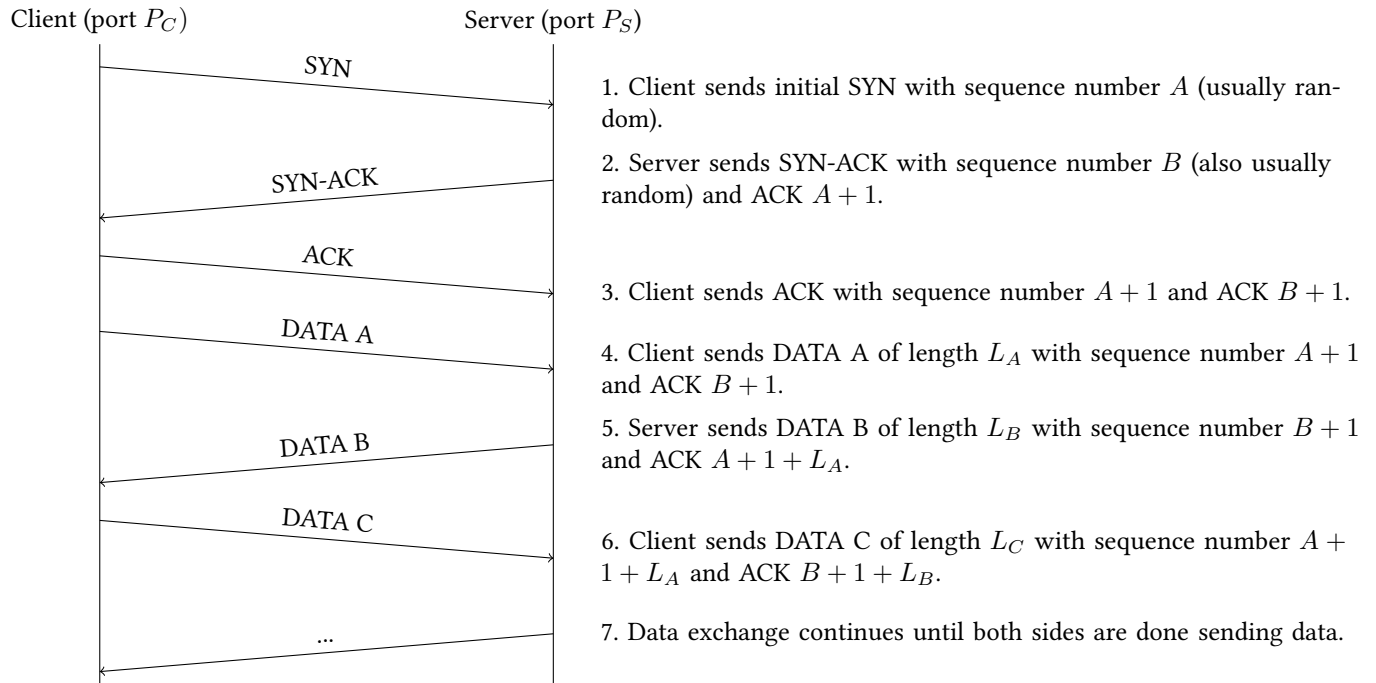 Client (port P_C)
Server (port P_S)
SYN
1. Client sends initial SYN with sequence number A (usually ran-
dom).
SYN-ACK
2. Server sends SYN-ACK with sequence number B (also usually
random) and ACK A + 1.
ACK
3. Client sends ACK with sequence number A + 1 and ACK B + 1.
DATA A
4. Client sends DATA A of length L_A with sequence number A + 1
and ACK B + 1.
DATA B
5. Server sends DATA B of length L_B with sequence number B + 1
and ACK A + 1 + L_A.
DATA C
6. Client sends DATA C of length L_C with sequence number A +
1 + L_A and ACK B + 1 + L_B.
...
7. Data exchange continues until both sides are done sending data.